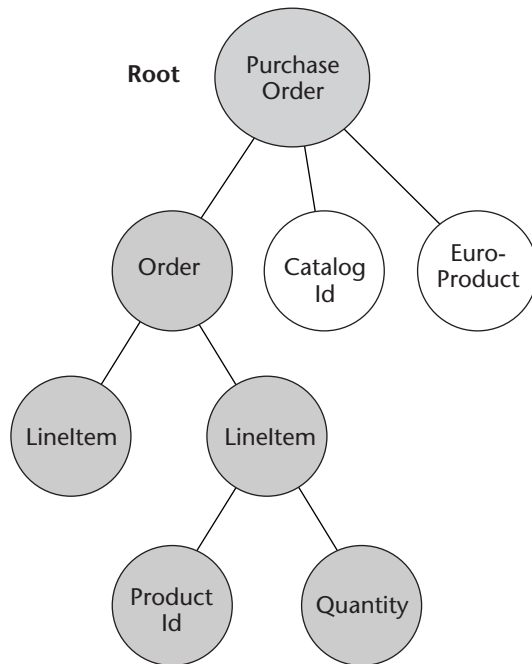 Root
Purchase
Order
Order
Catalog
Id
Euro-
Product
LineItem
LineItem
Product
Id
Quantity